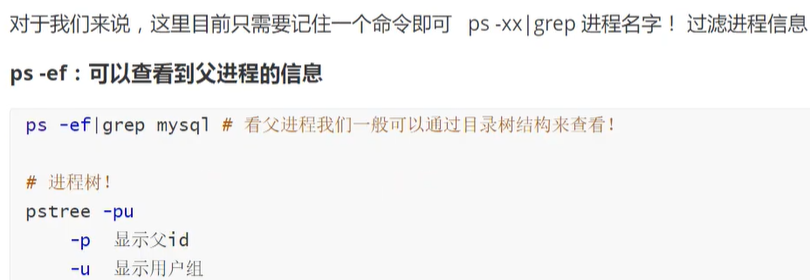 对于我们来说，这里目前只需要记住一个命令即可 ps -xx|grep 进程名字！过滤进程信息
ps -ef：可以查看到父进程的信息
ps -ef|grep mysql # 看父进程我们一般可以通过目录树结构来查看！
# 进程树！
pstree -pu
-p 显示父id
-u 显示用户组